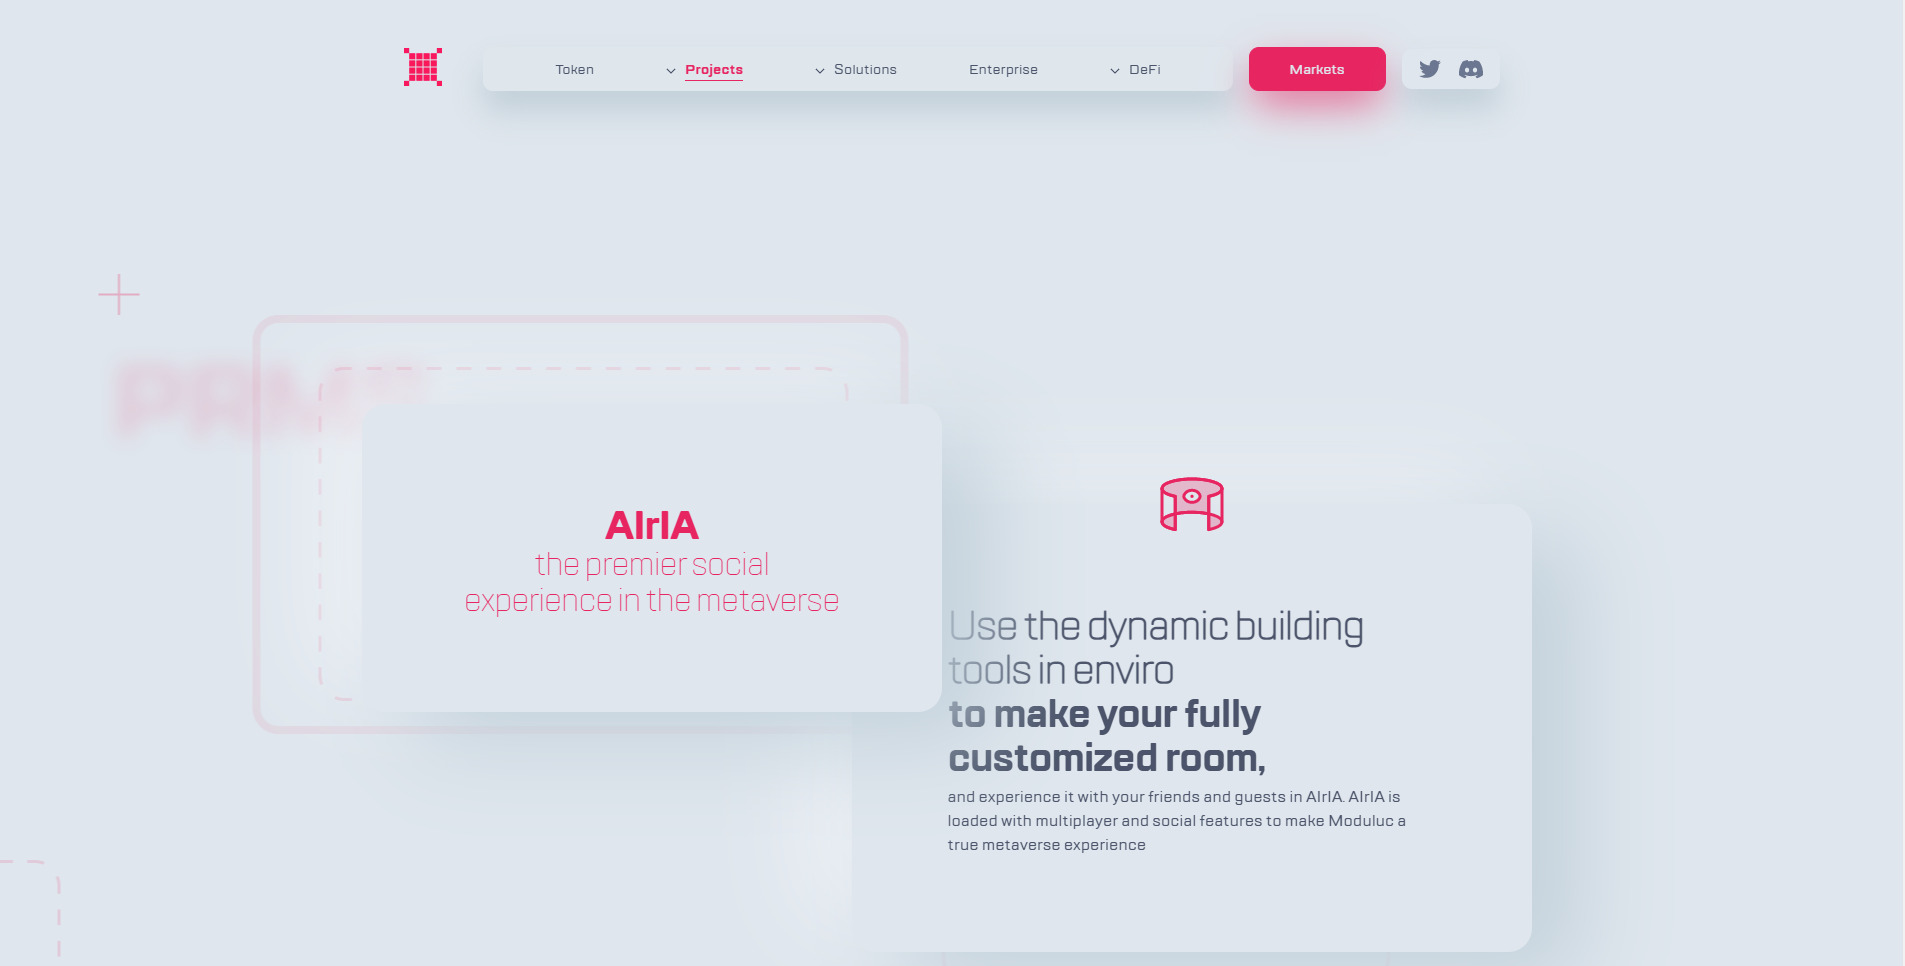 Token
Projects
Solutions
Enterprise
DeFi
Markets
AIrIA
the premier social
experience in the metaverse
Use the dynamic building
tools in enviro
to make your fully
customized room,
and experience it with your friends and guests in AIrIA. AIrIA is
loaded with multiplayer and social features to make Moduluc a
true metaverse experience